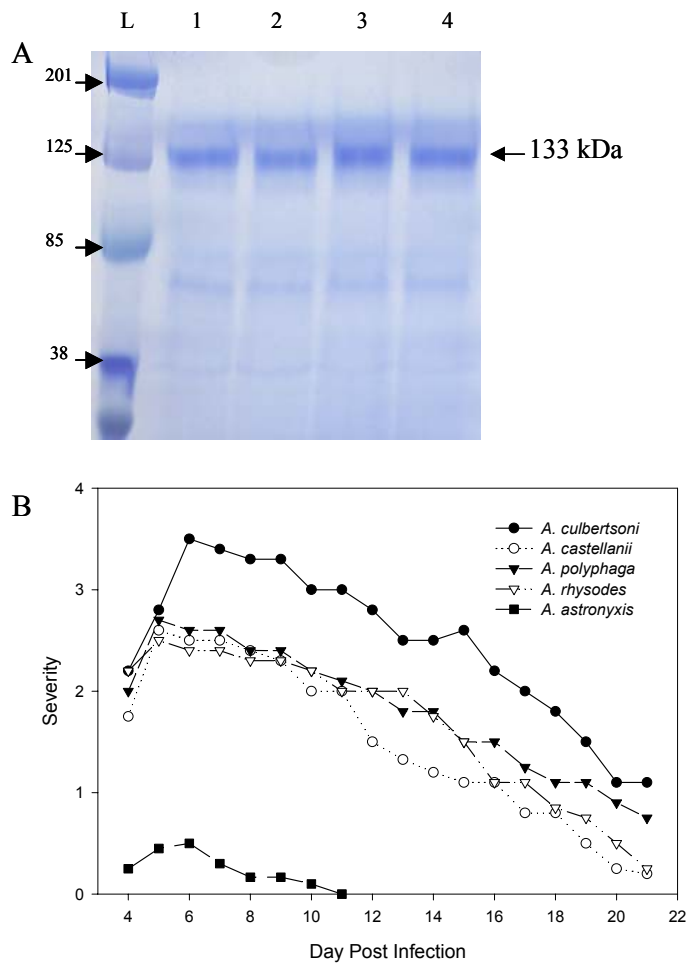 L 1 2 3 4
A
201
125
133 kDa
85
38
B
4
3
2
1
0
Severity
A. culbertsoni
A. castellanii
A. polyphaga
A. rhysodes
A. astronyxis
4 6 8 10 12 14 16 18 20 22
Day Post Infection